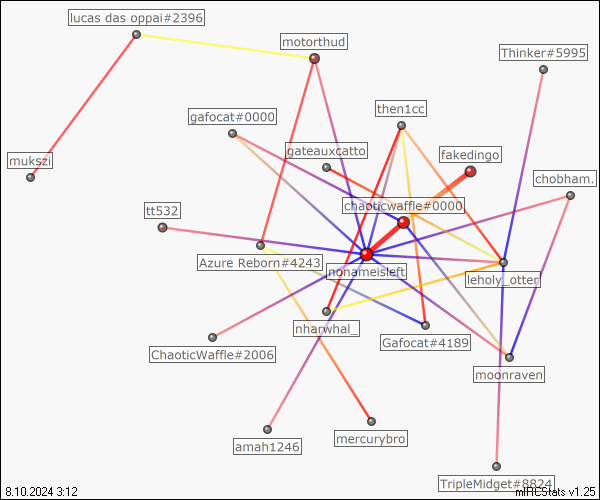 lucas das oppai#2396
motorthud
Thinker#5995
gafocat#0000
then1cc
gateauxcatto
fakedingo
mukszi
chobham.
chaoticwaffle#0000
tt532
Azure Reborn#4243
nonameisleft
leholy_otter
nharwhal_
ChaoticWaffle#2006
Gafocat#4189
moonraven
amah1246
mercurybro
TripleMidget#8824
8.10.2024 3:12
mIRCStats v1.25